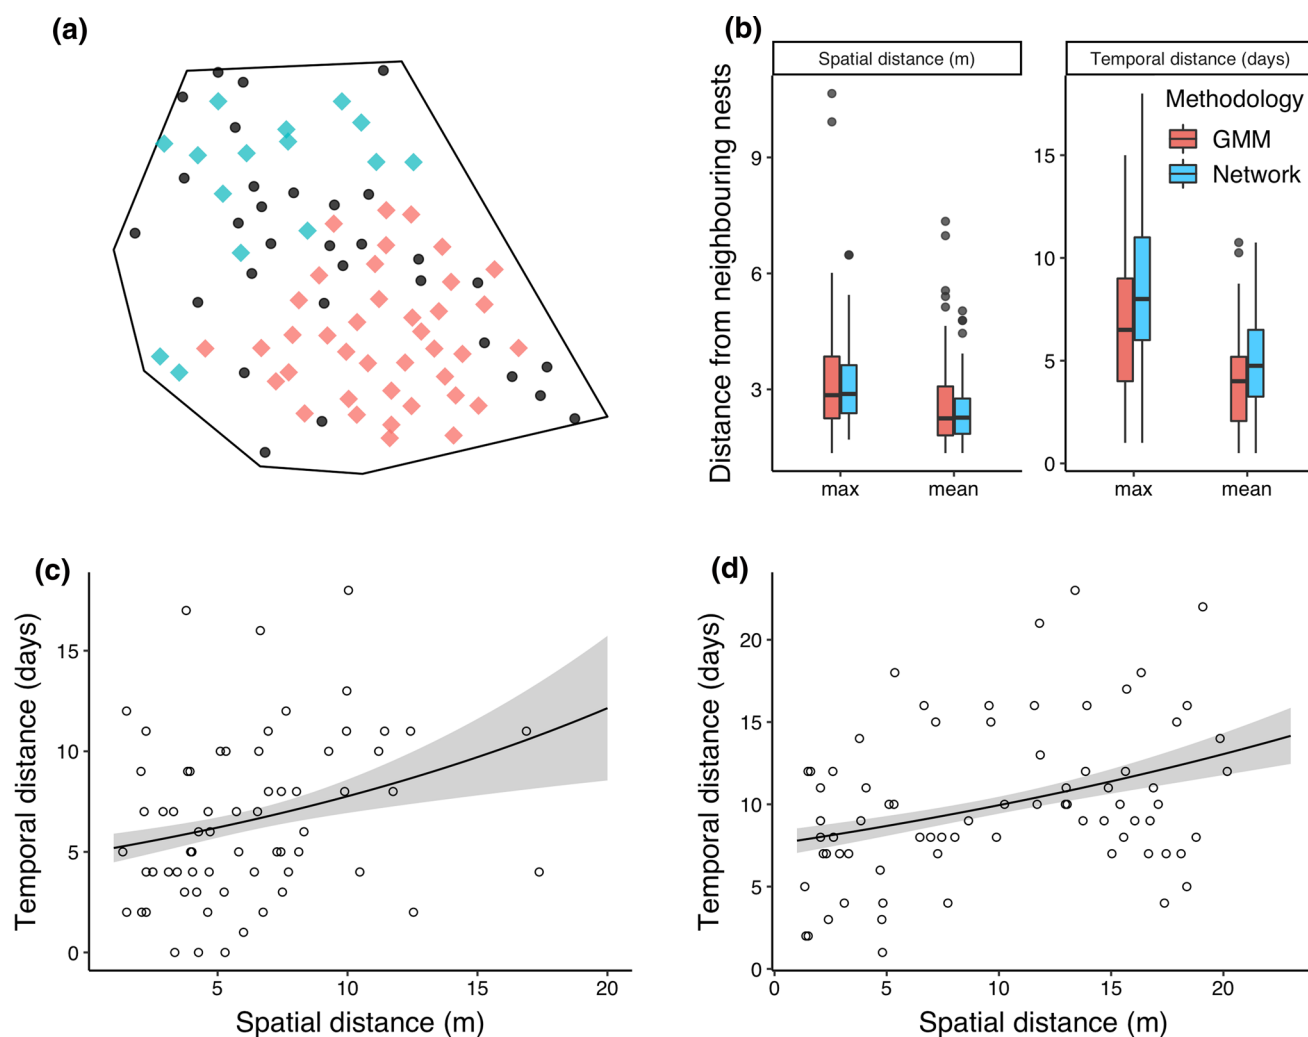 (a)
(b)
Spatial distance (m)
Temporal distance (days)
Distance from neighbouring nests
9
6
3
max
mean
Methodology
GMM
Network
15
10
5
0
max
mean
(c)
Temporal distance (days)
15
10
5
0
5
10
15
20
Spatial distance (m)
(d)
Temporal distance (days)
20
15
10
5
0
0
5
10
15
20
Spatial distance (m)